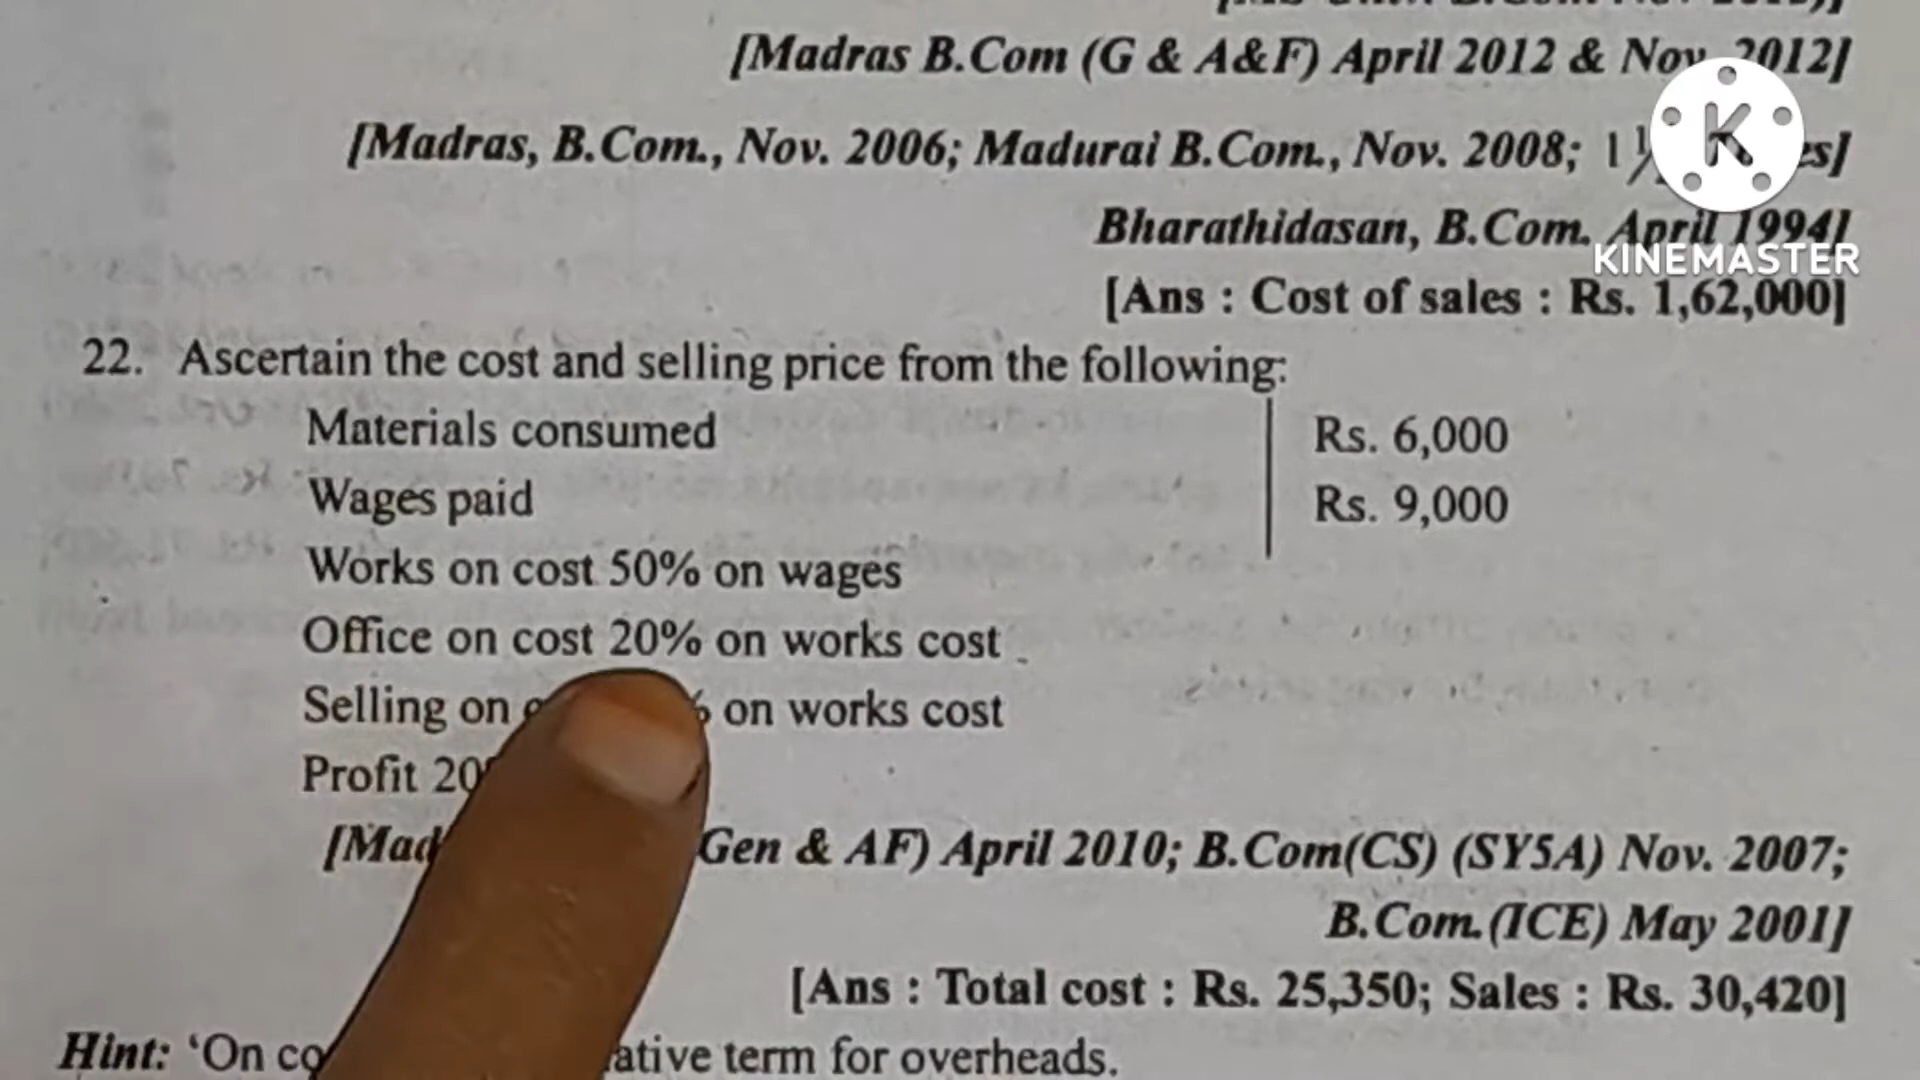 [Madras B.Com (G & A&F) April 2012 & Nov. 2012]
[Madras, B.Com., Nov. 2006; Madurai B.Com., Nov. 2008; 1
K
Bharathidasan, B.Com. April 1994]
KINEMASTER
[Ans : Cost of sales : Rs. 1,62,000]
22. Ascertain the cost and selling price from the following:
Materials consumed Rs. 6,000
Wages paid Rs. 9,000
Works on cost 50% on wages
Office on cost 20% on works cost
Selling on on works cost
Profit 20
Gen & AF) April 2010; B.Com(CS) (SY5A) Nov. 2007;
B.Com.(ICE) May 2001]
[Ans : Total cost : Rs. 25,350; Sales : Rs. 30,420]
Hint: 'On term for overheads.